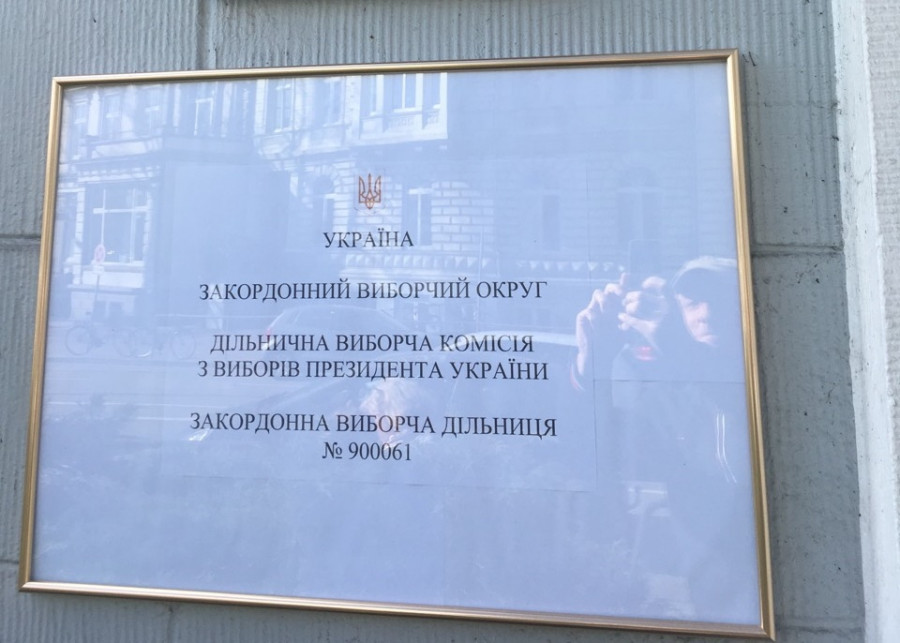 УКРАЇНА
ЗАКОРДОННИЙ ВИБОРЧИЙ ОКРУГ
ДІЛЬНИЧНА ВИБОРЧА КОМІСІЯ
З ВИБОРІВ ПРЕЗИДЕНТА УКРАЇНИ
ЗАКОРДОННА ВИБОРЧА ДІЛЬНИЦЯ
№ 900061